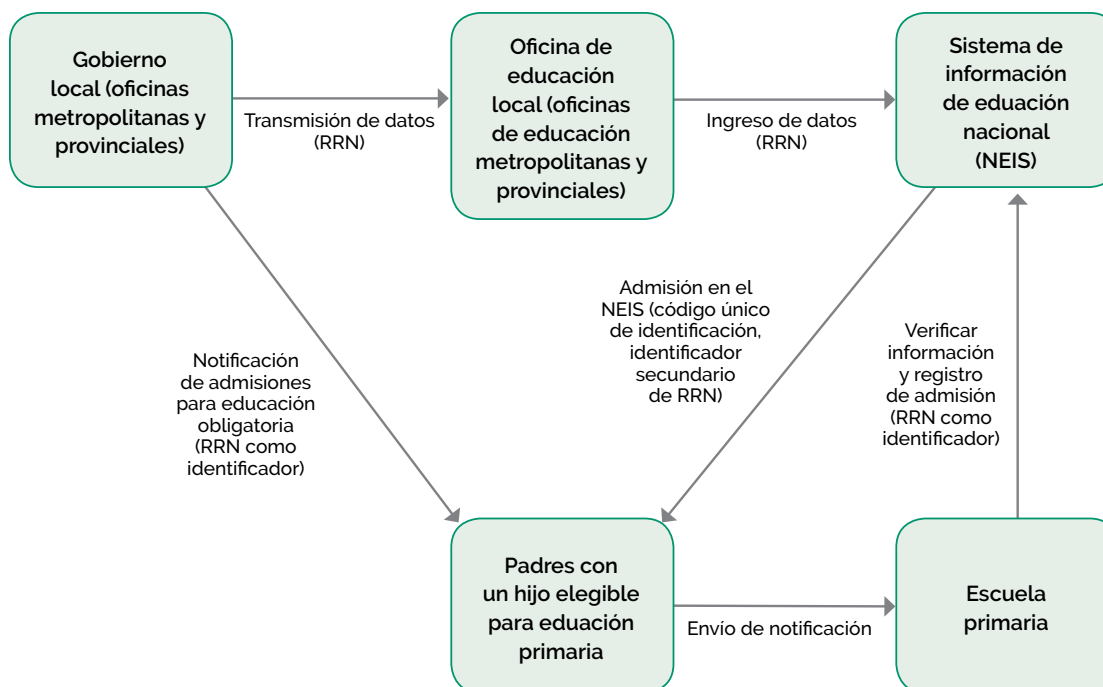 Gobierno
local (oficinas
metropolitanas y
provinciales)
Transmisión de datos
(RRN)
Oficina de
educación
local (oficinas
de educación
metropolitanas y
provinciales)
Ingreso de datos
(RRN)
Sistema de
información
de eduación
nacional
(NEIS)
Notificación
de admisiones
para educación
obligatoria
(RRN como
identificador)
Admisión en el
NEIS (código único
de identificación,
identificador
secundario
de RRN)
Verificar
información
y registro
de admisión
(RRN como
identificador)
Padres con
un hijo elegible
para eduación
primaria
Envío de notificación
Escuela
primaria